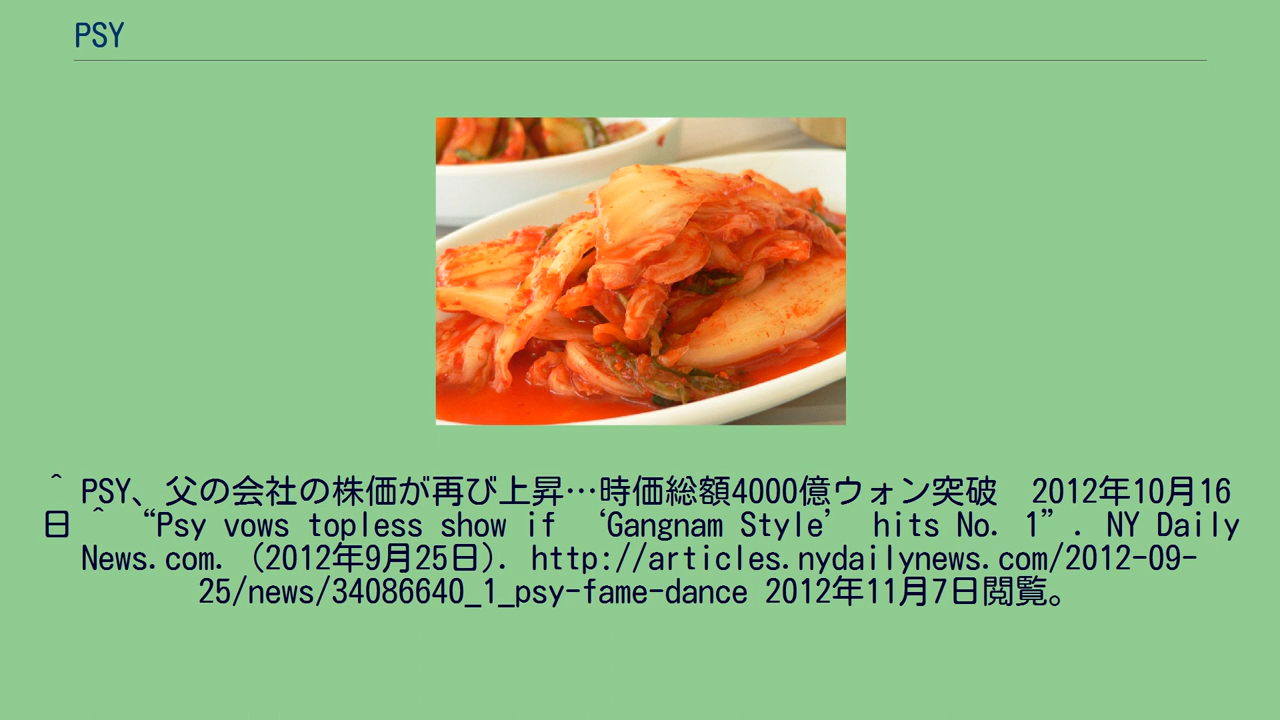 PSY
^ PSY、父の会社の株価が再び上昇…時価総額4000億ウォン突破　2012年10月16
日 ^ “Psy vows topless show if ‘Gangnam Style’ hits No. 1”. NY Daily
News.com. (2012年9月25日). http://articles.nydailynews.com/2012-09-
25/news/34086640_1_psy-fame-dance 2012年11月7日閲覧。